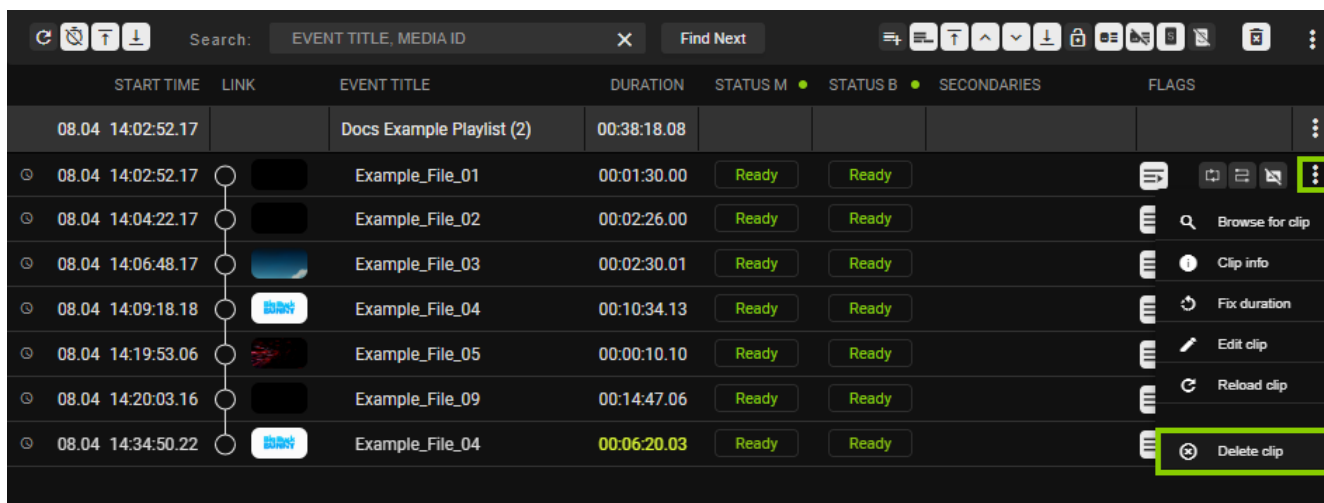 Search: EVENT TITLE, MEDIA ID Find Next
START TIME LINK EVENT TITLE DURATION STATUS M STATUS B SECONDARIES FLAGS
08.04 14:02:52.17 Docs Example Playlist (2) 00:38:18.08
08.04 14:02:52.17 Example_File_01 00:01:30.00 Ready Ready
08.04 14:04:22.17 Example_File_02 00:02:26.00 Ready Ready
Browse for clip
08.04 14:06:48.17 Example_File_03 00:02:30.01 Ready Ready
Clip info
08.04 14:09:18.18 Big Buck BUNNY Example_File_04 00:10:34.13 Ready Ready
Fix duration
08.04 14:19:53.06 Example_File_05 00:00:10.10 Ready Ready
Edit clip
08.04 14:20:03.16 Example_File_09 00:14:47.06 Ready Ready
Reload clip
08.04 14:34:50.22 Big Buck BUNNY Example_File_04 00:06:20.03 Ready Ready
Delete clip